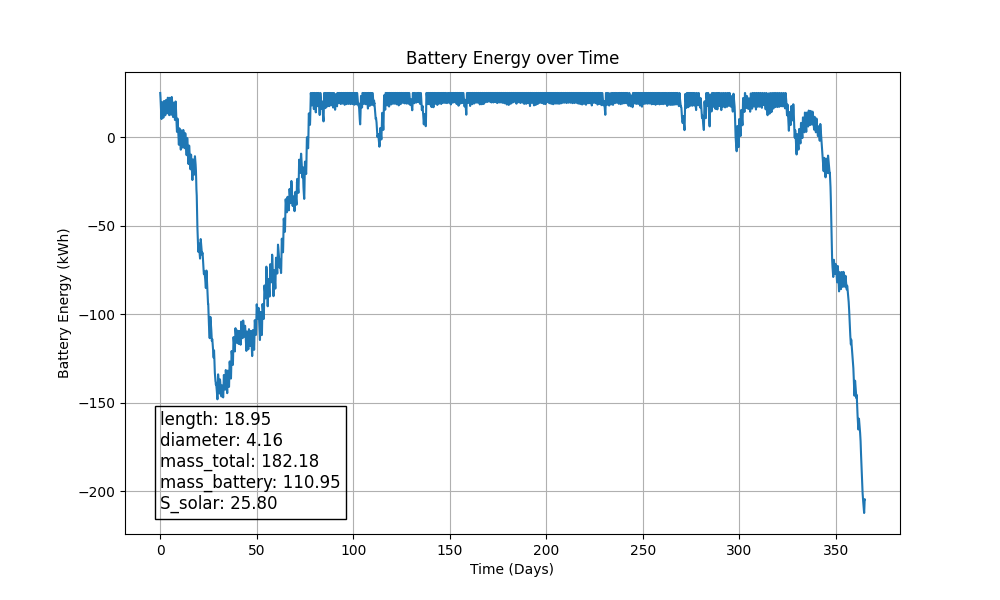 Battery Energy over Time
Battery Energy (kWh)
0
−50
−100
−150
−200
length: 18.95
diameter: 4.16
mass_total: 182.18
mass_battery: 110.95
S_solar: 25.80
0 50 100 150 200 250 300 350
Time (Days)